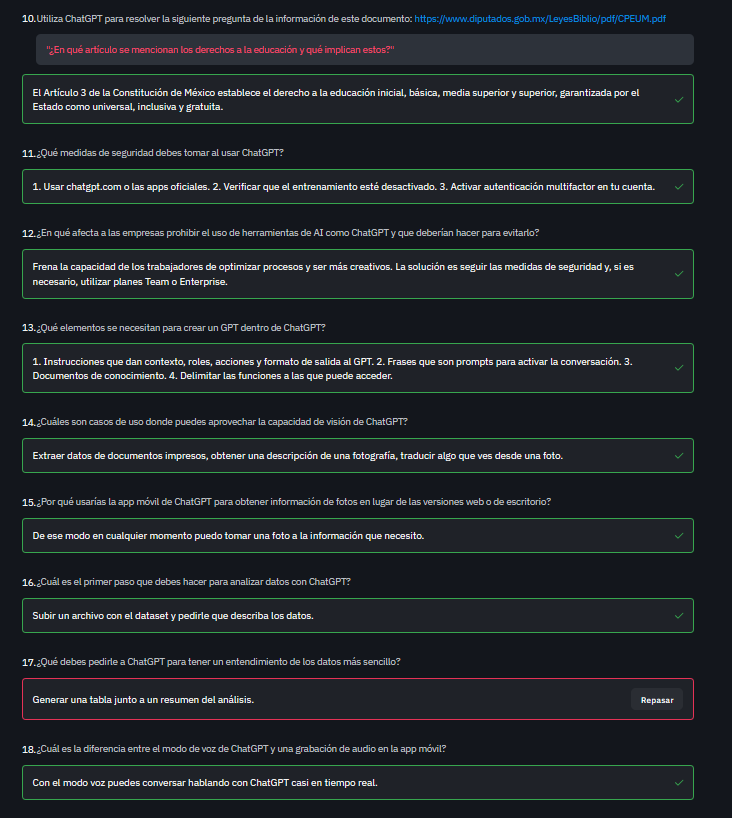 10.Utiliza ChatGPT para resolver la siguiente pregunta de la información de este documento: https://www.diputados.gob.mx/LeyesBiblio/pdf/CPEUM.pdf
"¿En qué artículo se mencionan los derechos a la educación y qué implican estos?"
El Artículo 3 de la Constitución de México establece el derecho a la educación inicial, básica, media superior y superior, garantizada por el
Estado como universal, inclusiva y gratuita.
11.¿Qué medidas de seguridad debes tomar al usar ChatGPT?
1. Usar chatgpt.com o las apps oficiales. 2. Verificar que el entrenamiento esté desactivado. 3. Activar autenticación multifactor en tu cuenta.
12.¿En qué afecta a las empresas prohibir el uso de herramientas de AI como ChatGPT y que deberían hacer para evitarlo?
Frena la capacidad de los trabajadores de optimizar procesos y ser más creativos. La solución es seguir las medidas de seguridad y, si es
necesario, utilizar planes Team o Enterprise.
13.¿Qué elementos se necesitan para crear un GPT dentro de ChatGPT?
1. Instrucciones que dan contexto, roles, acciones y formato de salida al GPT. 2. Frases que son prompts para activar la conversación. 3.
Documentos de conocimiento. 4. Delimitar las funciones a las que puede acceder.
14.¿Cuáles son casos de uso donde puedes aprovechar la capacidad de visión de ChatGPT?
Extraer datos de documentos impresos, obtener una descripción de una fotografía, traducir algo que ves desde una foto.
15.¿Por qué usarías la app móvil de ChatGPT para obtener información de fotos en lugar de las versiones web o de escritorio?
De ese modo en cualquier momento puedo tomar una foto a la información que necesito.
16.¿Cuál es el primer paso que debes hacer para analizar datos con ChatGPT?
Subir un archivo con el dataset y pedirle que describa los datos.
17.¿Qué debes pedirle a ChatGPT para tener un entendimiento de los datos más sencillo?
Generar una tabla junto a un resumen del análisis.
Repasar
18.¿Cuál es la diferencia entre el modo de voz de ChatGPT y una grabación de audio en la app móvil?
Con el modo voz puedes conversar hablando con ChatGPT casi en tiempo real.